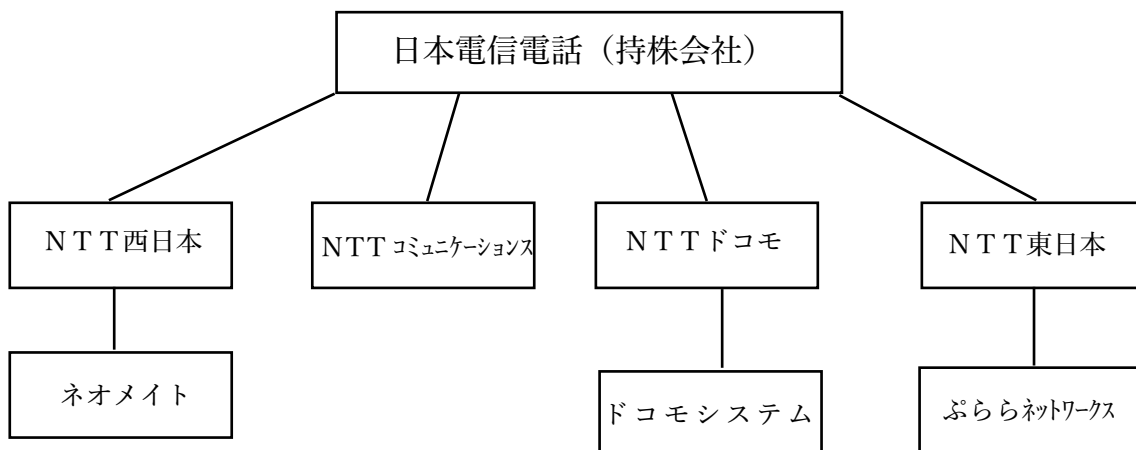 日本電信電話（持株会社）
ＮＴＴ西日本
NTTコミュニケーションス
ＮＴＴドコモ
ＮＴＴ東日本
ネオメイト
ドコモシステム
ぷららネットワークス